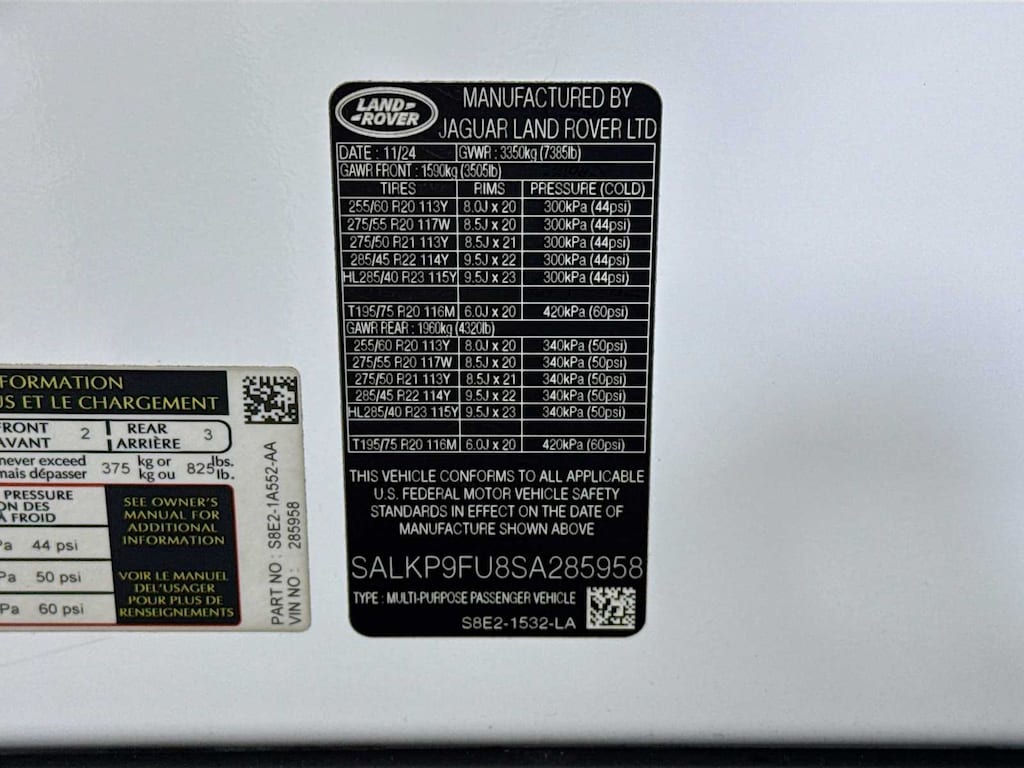 LAND-
-ROVER
MANUFACTURED BY
JAGUAR LAND ROVER LTD
DATE : 11/24 GVWR : 3350kg (7385lb)
GAWR FRONT : 1590kg (3505lb)
TIRES RIMS PRESSURE (COLD)
255/60 R20 113Y 8.0J x 20 300kPa (44psi)
275/55 R20 117W 8.5J x 20 300kPa (44psi)
275/50 R21 113Y 8.5J x 21 300kPa (44psi)
285/45 R22 114Y 9.5J x 22 300kPa (44psi)
HL285/40 R23 115Y 9.5J x 23 300kPa (44psi)
T195/75 R20 116M 6.0J x 20 420kPa (60psi)
GAWR REAR : 1960kg (4320lb)
255/60 R20 113Y 8.0J x 20 340kPa (50psi)
275/55 R20 117W 8.5J x 20 340kPa (50psi)
275/50 R21 113Y 8.5J x 21 340kPa (50psi)
285/45 R22 114Y 9.5J x 22 340kPa (50psi)
HL285/40 R23 115Y 9.5J x 23 340kPa (50psi)
T195/75 R20 116M 6.0J x 20 420kPa (60psi)
THIS VEHICLE CONFORMS TO ALL APPLICABLE
U.S. FEDERAL MOTOR VEHICLE SAFETY
STANDARDS IN EFFECT ON THE DATE OF
MANUFACTURE SHOWN ABOVE
SALKP9FU8SA285958
TYPE : MULTI-PURPOSE PASSENGER VEHICLE
S8E2-1532-LA
FORMATION
US ET LE CHARGEMENT
FRONT 2 REAR 3
AVANT ARRIÈRE
never exceed 375 kg or 825 lbs.
mais dépasser kg ou lb.
PRESSURE
ON DES
À FROID
Pa 44 psi
Pa 50 psi
Pa 60 psi
SEE OWNER'S
MANUAL FOR
ADDITIONAL
INFORMATION
VOIR LE MANUEL
DEL'USAGER
POUR PLUS DE
RENSEIGNEMENTS
PART NO : S8E2-1A552-AA
VIN NO : 285958